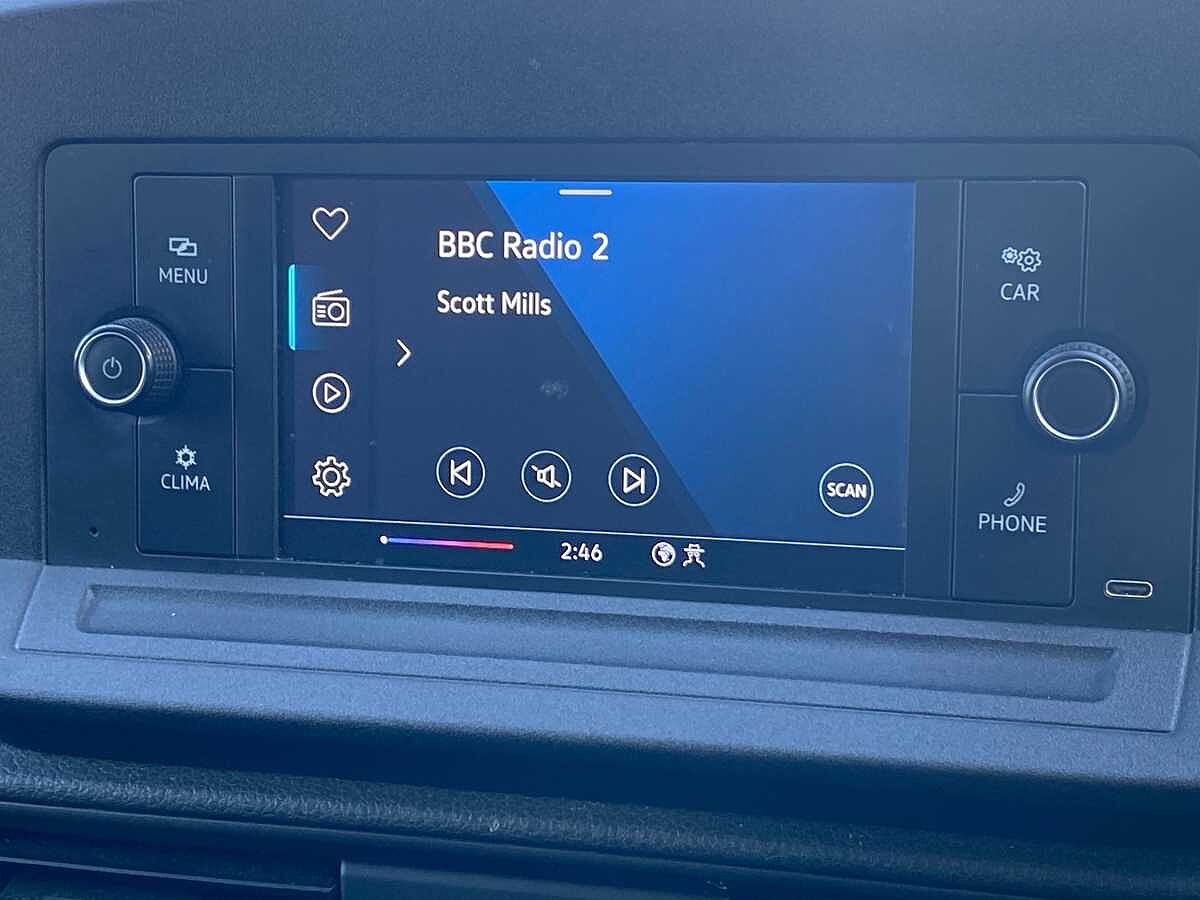 MENU
CLIMA
BBC Radio 2
Scott Mills
SCAN
2:46
CAR
PHONE